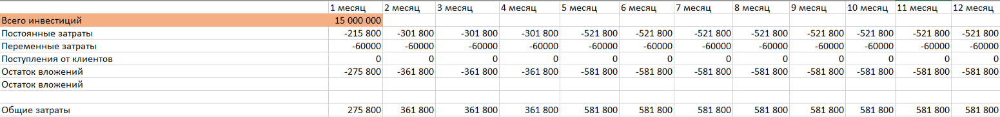 1 месяц 2 месяц 3 месяц 4 месяц 5 месяц 6 месяц 7 месяц 8 месяц 9 месяц 10 месяц 11 месяц 12 месяц
Всего инвестиций 15 000 000
Постоянные затраты -215 800 -301 800 -301 800 -301 800 -521 800 -521 800 -521 800 -521 800 -521 800 -521 800 -521 800 -521 800
Переменные затраты -60000 -60000 -60000 -60000 -60000 -60000 -60000 -60000 -60000 -60000 -60000 -60000
Поступления от клиентов 0 0 0 0 0 0 0 0 0 0 0 0
Остаток вложений -275 800 -361 800 -361 800 -361 800 -581 800 -581 800 -581 800 -581 800 -581 800 -581 800 -581 800 -581 800
Остаток вложений
Общие затраты 275 800 361 800 361 800 361 800 581 800 581 800 581 800 581 800 581 800 581 800 581 800 581 800